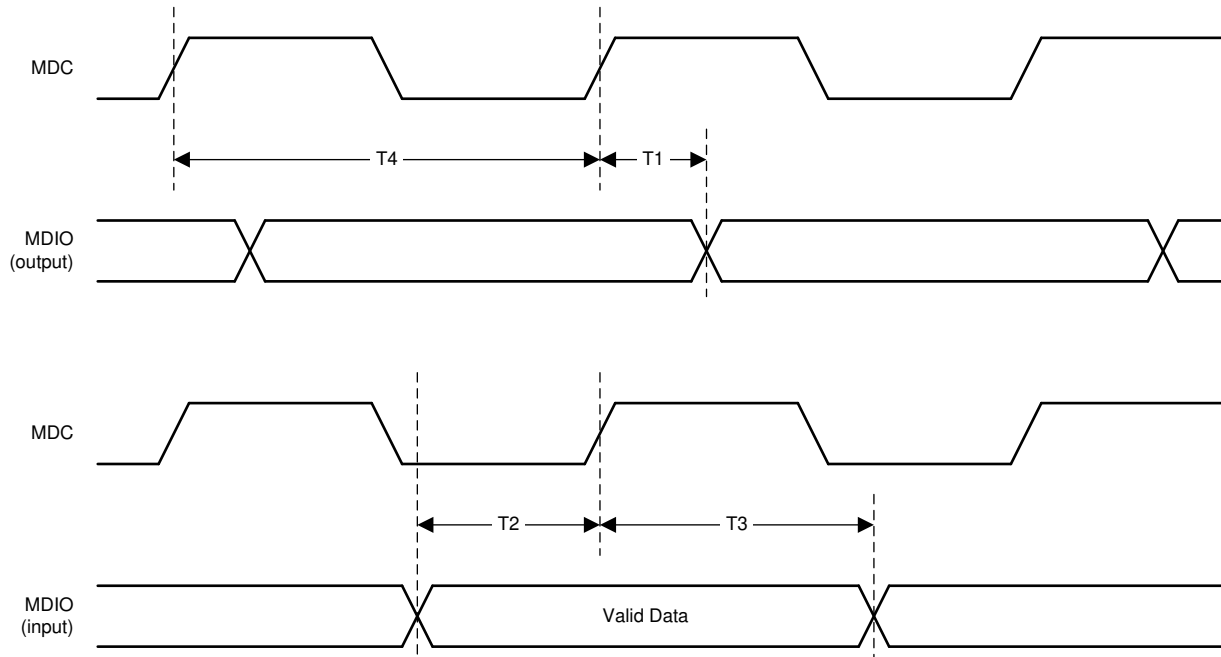 MDC
T4
T1
MDIO
(output)
MDC
T2
T3
MDIO
(input)
Valid Data